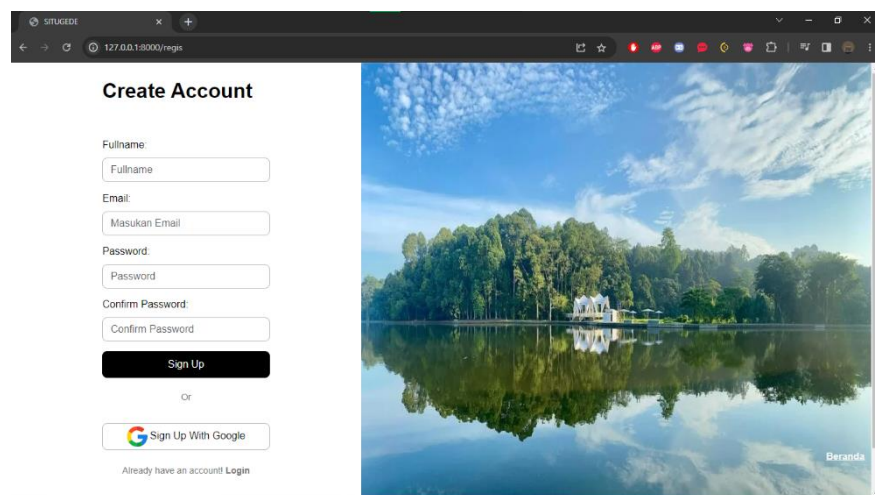 SITUGEDE
127.0.0.1:8000/regis
Create Account
Fullname:
Fullname
Email:
Masukan Email
Password:
Password
Confirm Password:
Confirm Password
Sign Up
Or
Sign Up With Google
Already have an account! Login
Beranda